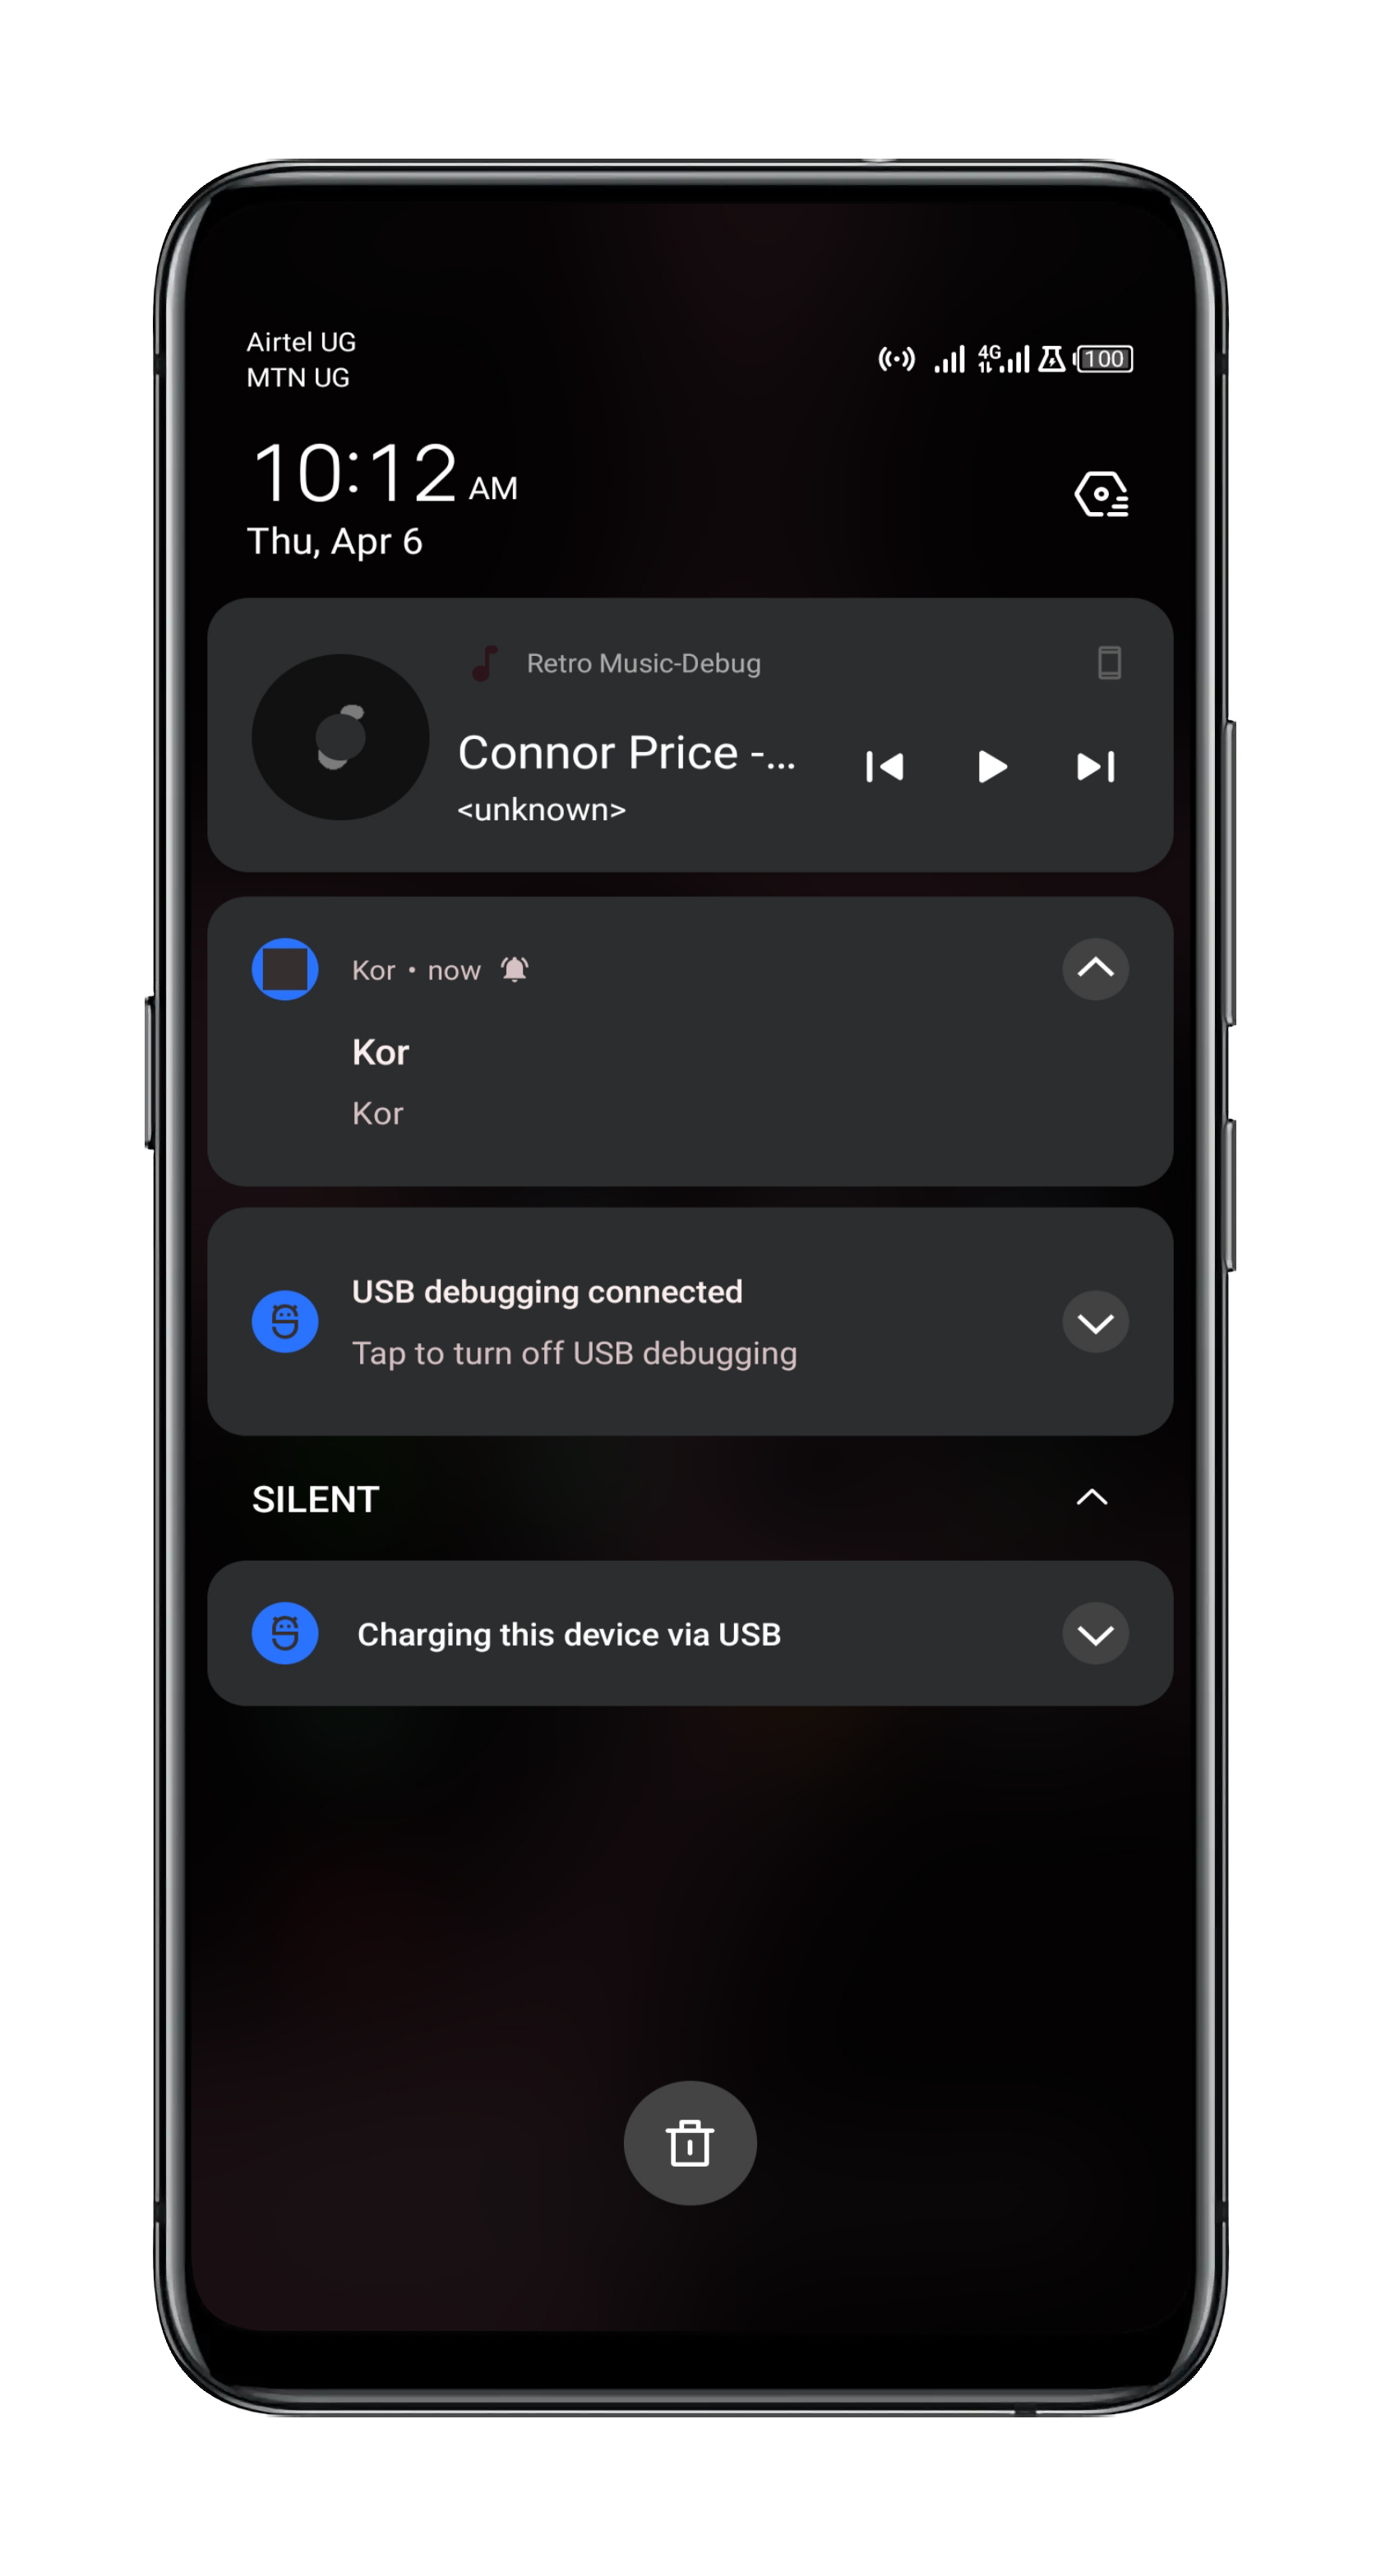 Airtel UG
MTN UG
4G
100
10:12 AM
Thu, Apr 6
Retro Music-Debug
Connor Price -...
<unknown>
Kor • now
Kor
Kor
USB debugging connected
Tap to turn off USB debugging
SILENT
Charging this device via USB